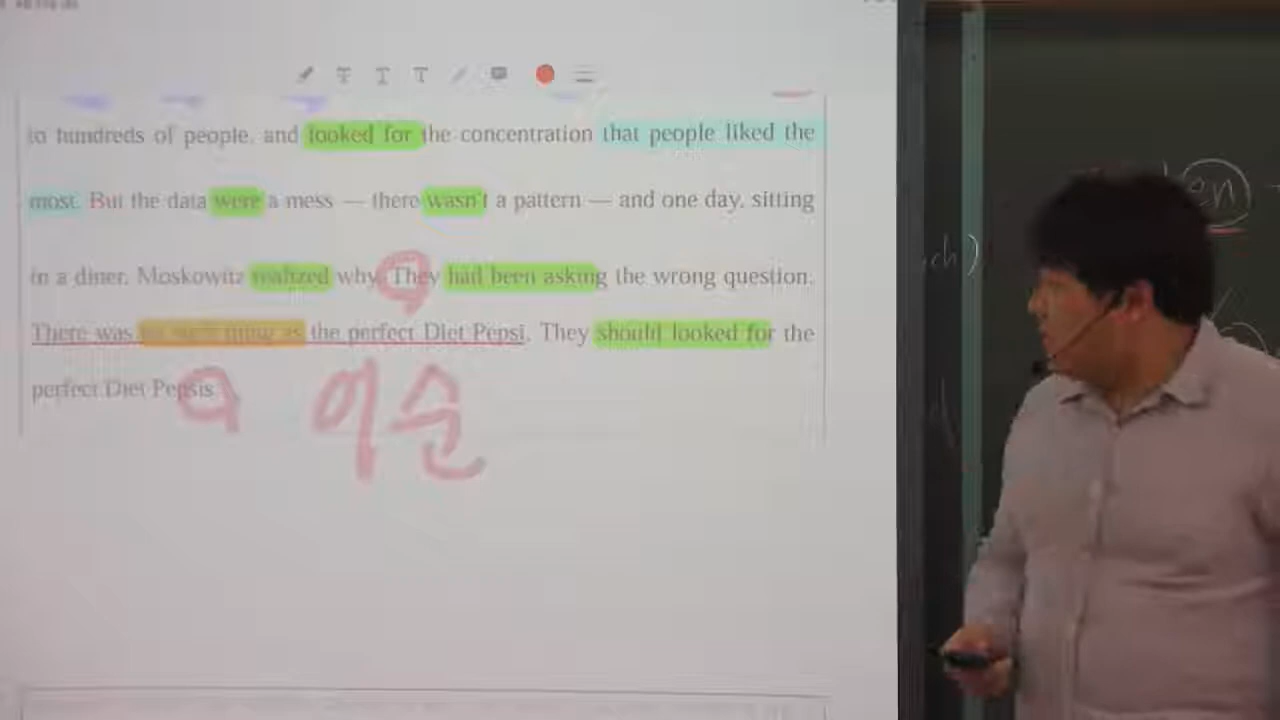 to hundreds of people, and looked for the concentration that people liked the
most. But the data were a mess — there wasn't a pattern — and one day, sitting
in a diner, Moskowitz realized why. They had been asking the wrong question.
There was no such thing as the perfect Diet Pepsi. They should looked for the
perfect Diet Pepsis.
어순
en
ch)